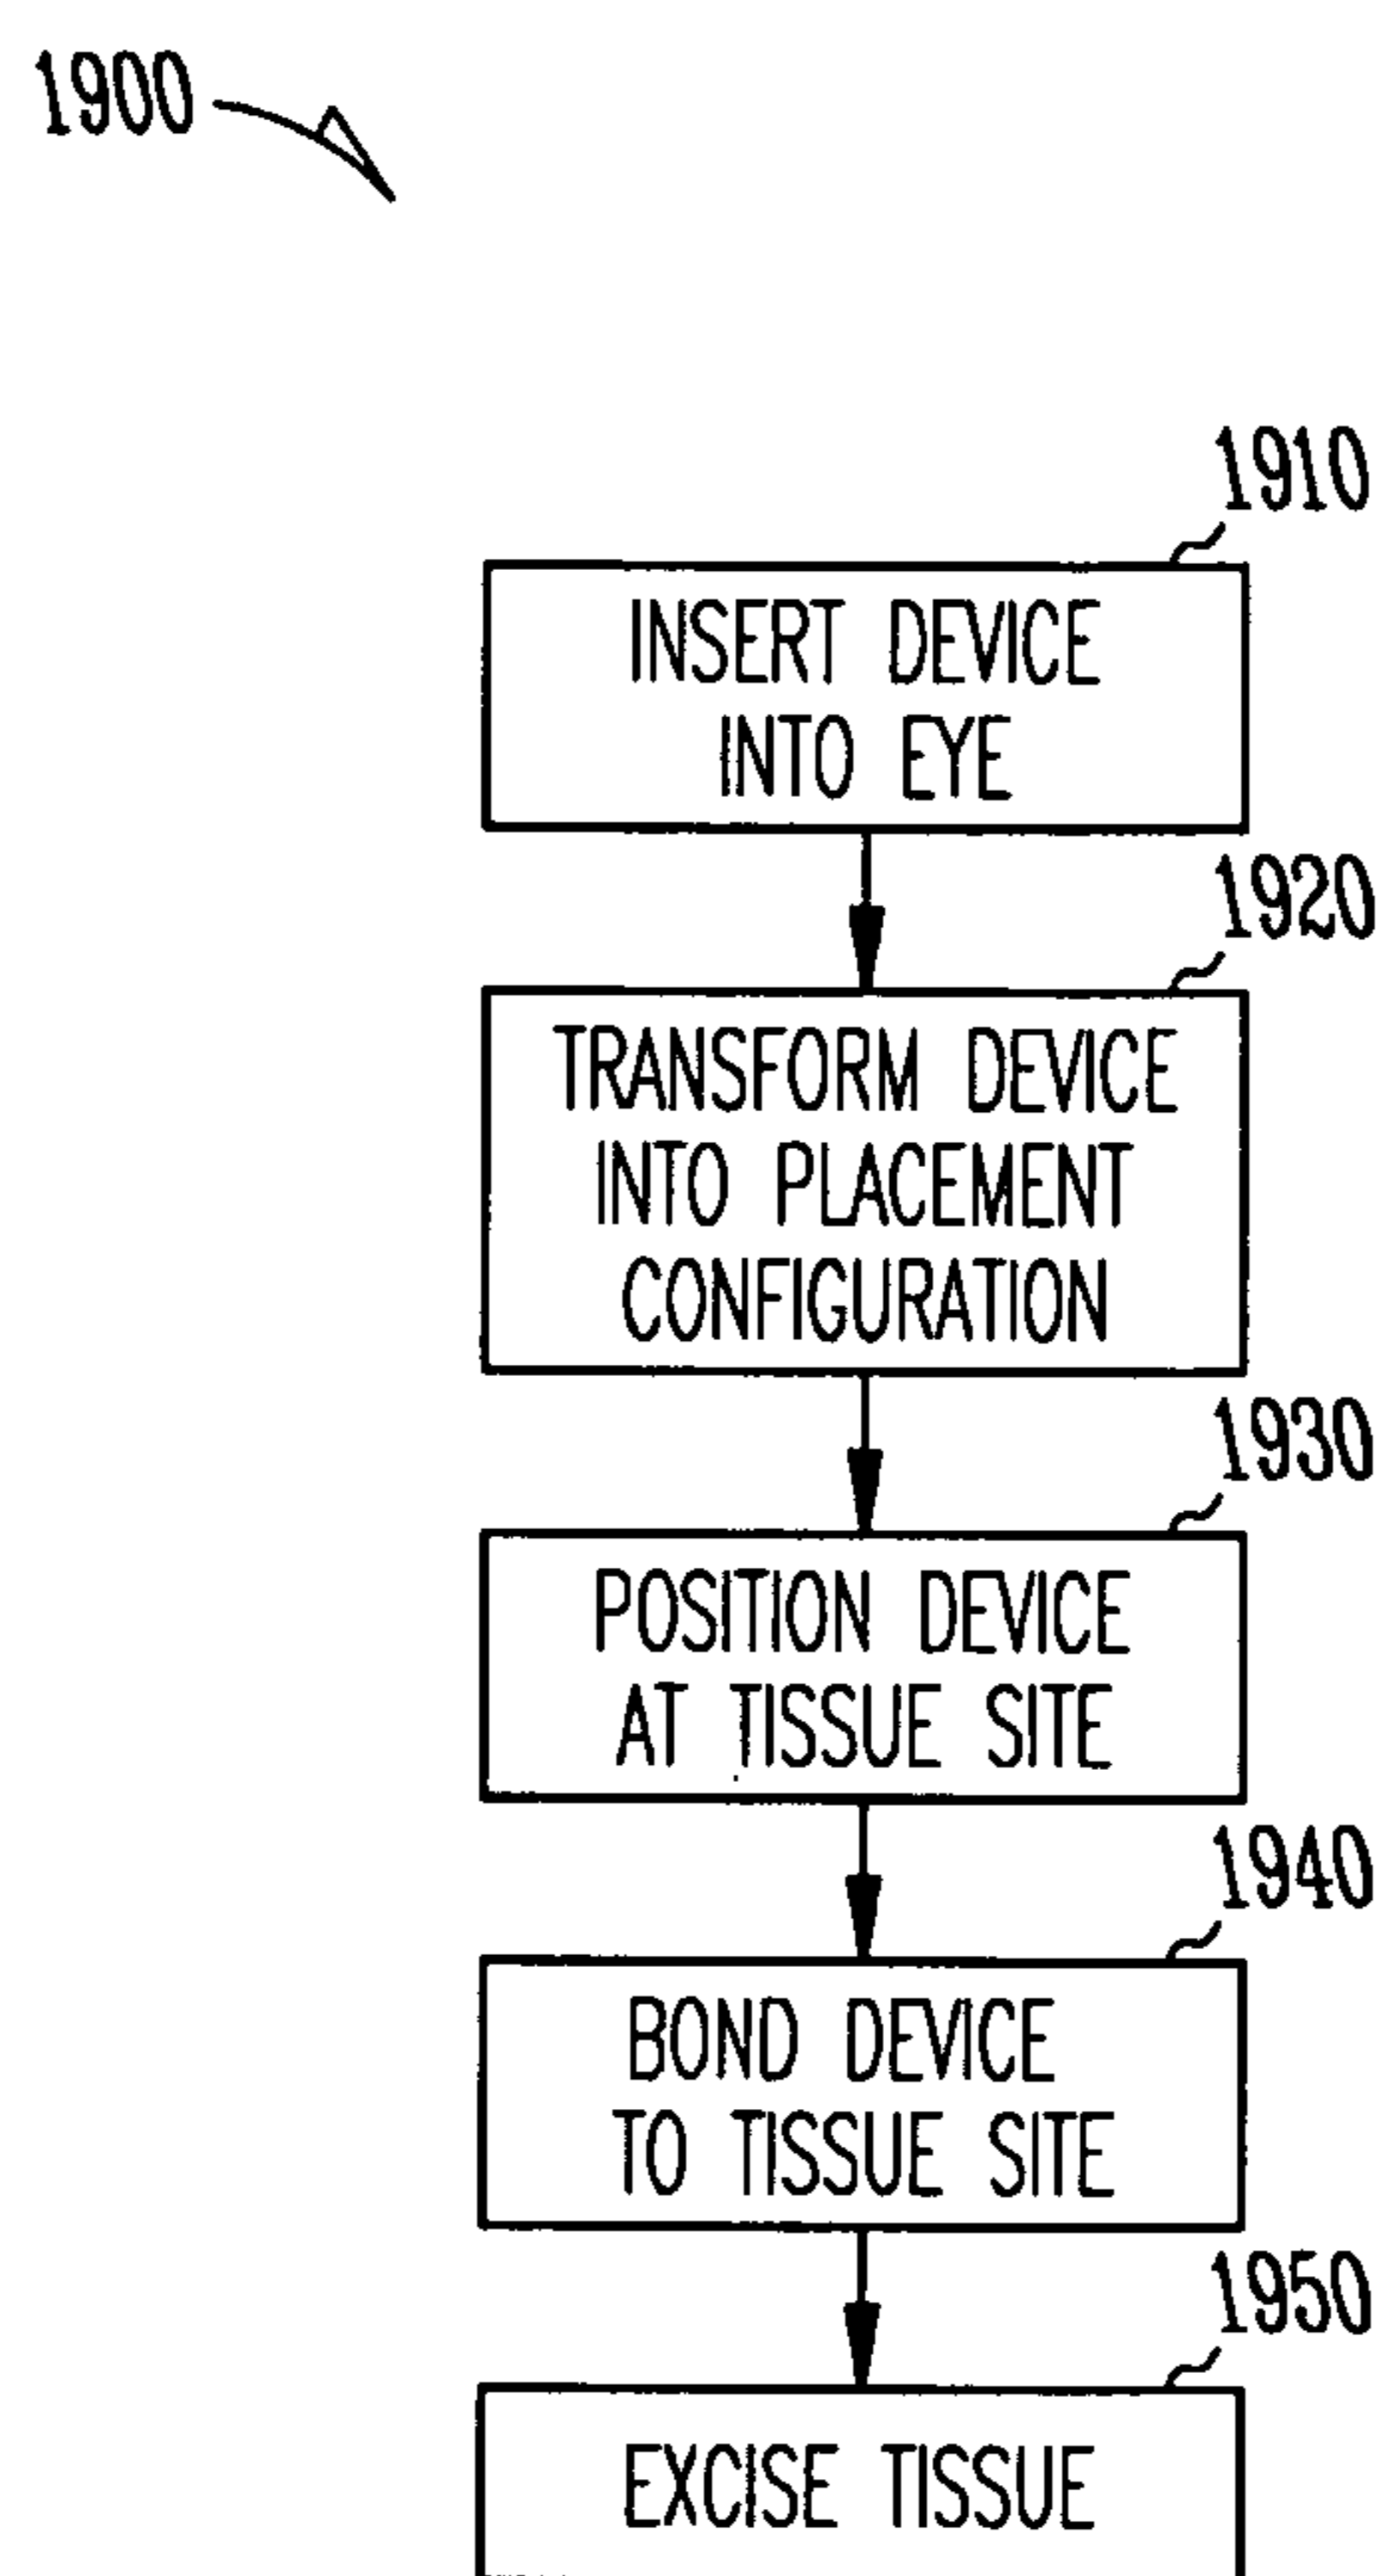 1900
1910
INSERT DEVICE
INTO EYE
1920
TRANSFORM DEVICE
INTO PLACEMENT
CONFIGURATION
1930
POSITION DEVICE
AT TISSUE SITE
1940
BOND DEVICE
TO TISSUE SITE
1950
EXCISE TISSUE